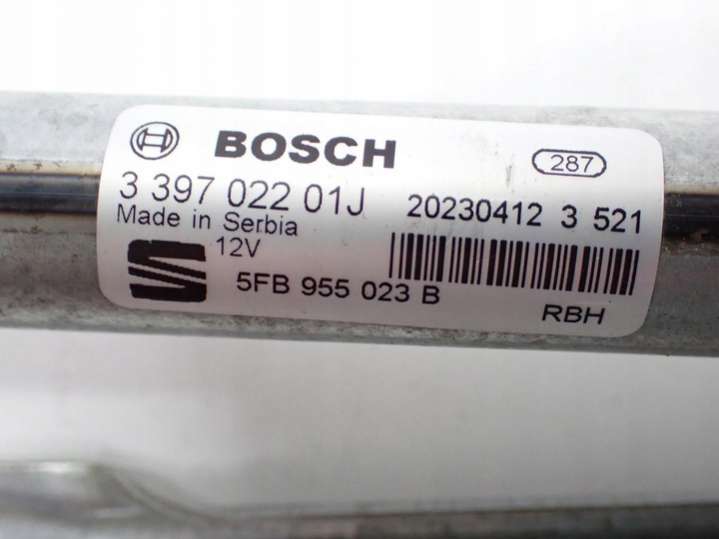 BOSCH
287
3 397 022 01J
20230412 3 521
Made in Serbia
12V
5FB 955 023 B
RBH